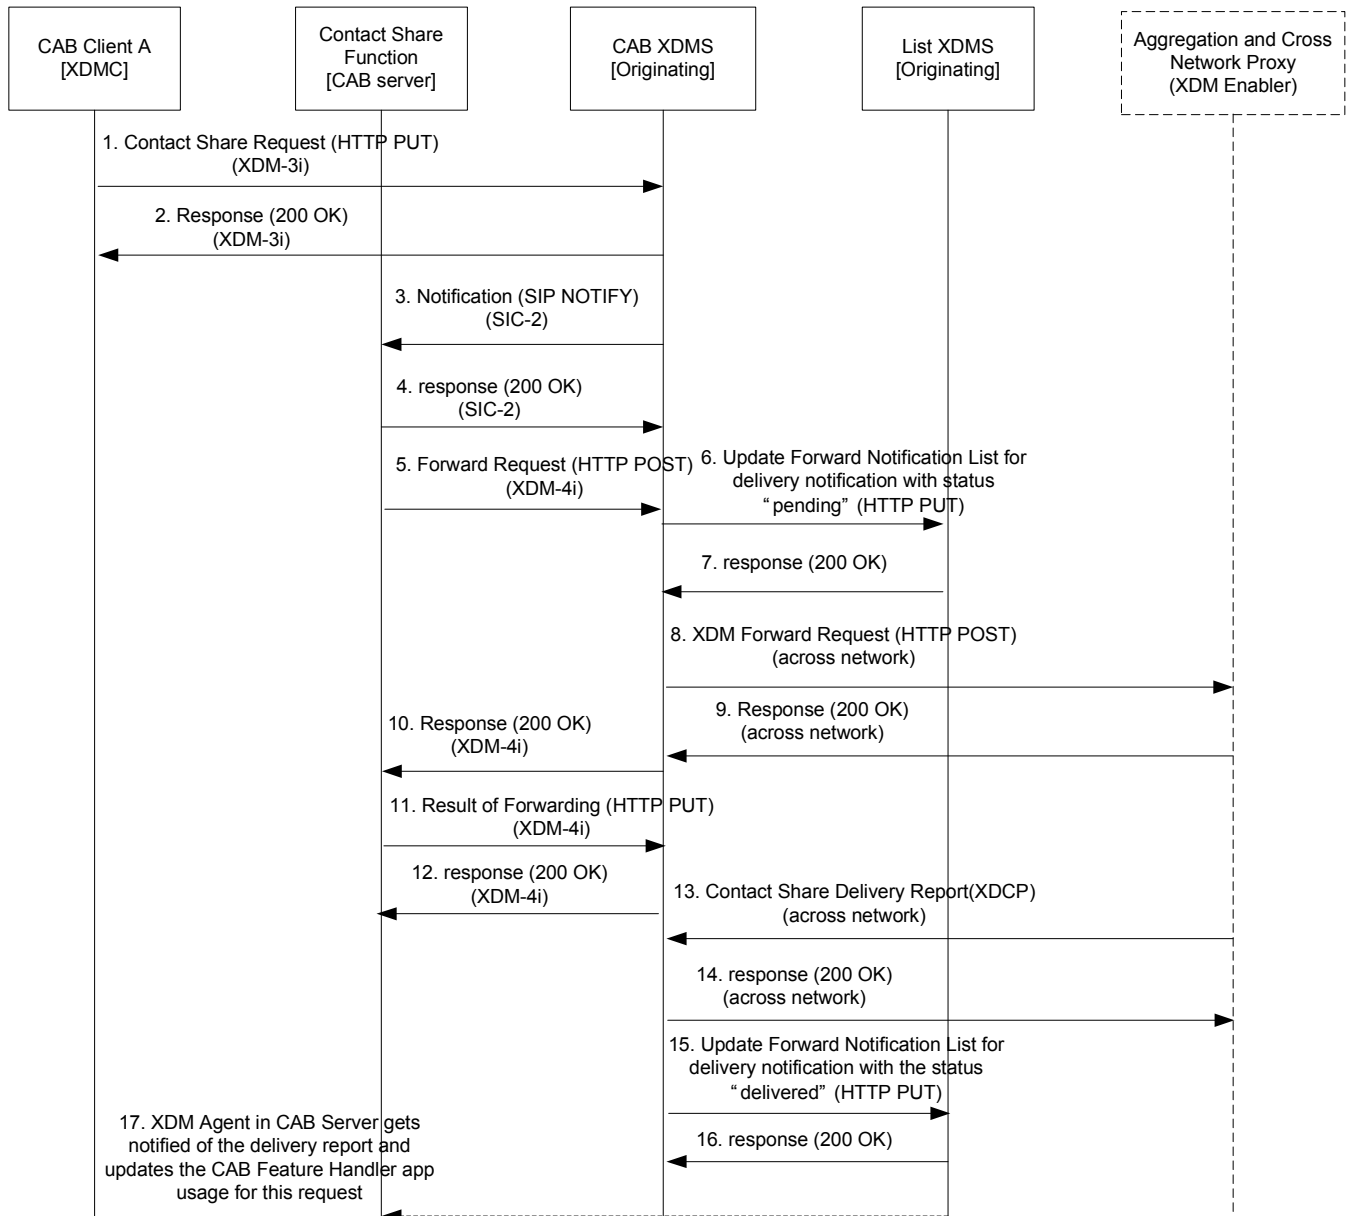 CAB Client A
[XDMC]
Contact Share
Function
[CAB server]
CAB XDMS
[Originating]
List XDMS
[Originating]
Aggregation and Cross
Network Proxy
(XDM Enabler)
1. Contact Share Request (HTTP PUT)
(XDM-3i)
2. Response (200 OK)
(XDM-3i)
3. Notification (SIP NOTIFY)
(SIC-2)
4. response (200 OK)
(SIC-2)
5. Forward Request (HTTP POST)
(XDM-4i)
6. Update Forward Notification List for
delivery notification with status
“pending” (HTTP PUT)
7. response (200 OK)
8. XDM Forward Request (HTTP POST)
(across network)
9. Response (200 OK)
(across network)
10. Response (200 OK)
(XDM-4i)
11. Result of Forwarding (HTTP PUT)
(XDM-4i)
12. response (200 OK)
(XDM-4i)
13. Contact Share Delivery Report(XDCP)
(across network)
14. response (200 OK)
(across network)
15. Update Forward Notification List for
delivery notification with the status
“delivered” (HTTP PUT)
16. response (200 OK)
17. XDM Agent in CAB Server gets
notified of the delivery report and
updates the CAB Feature Handler app
usage for this request